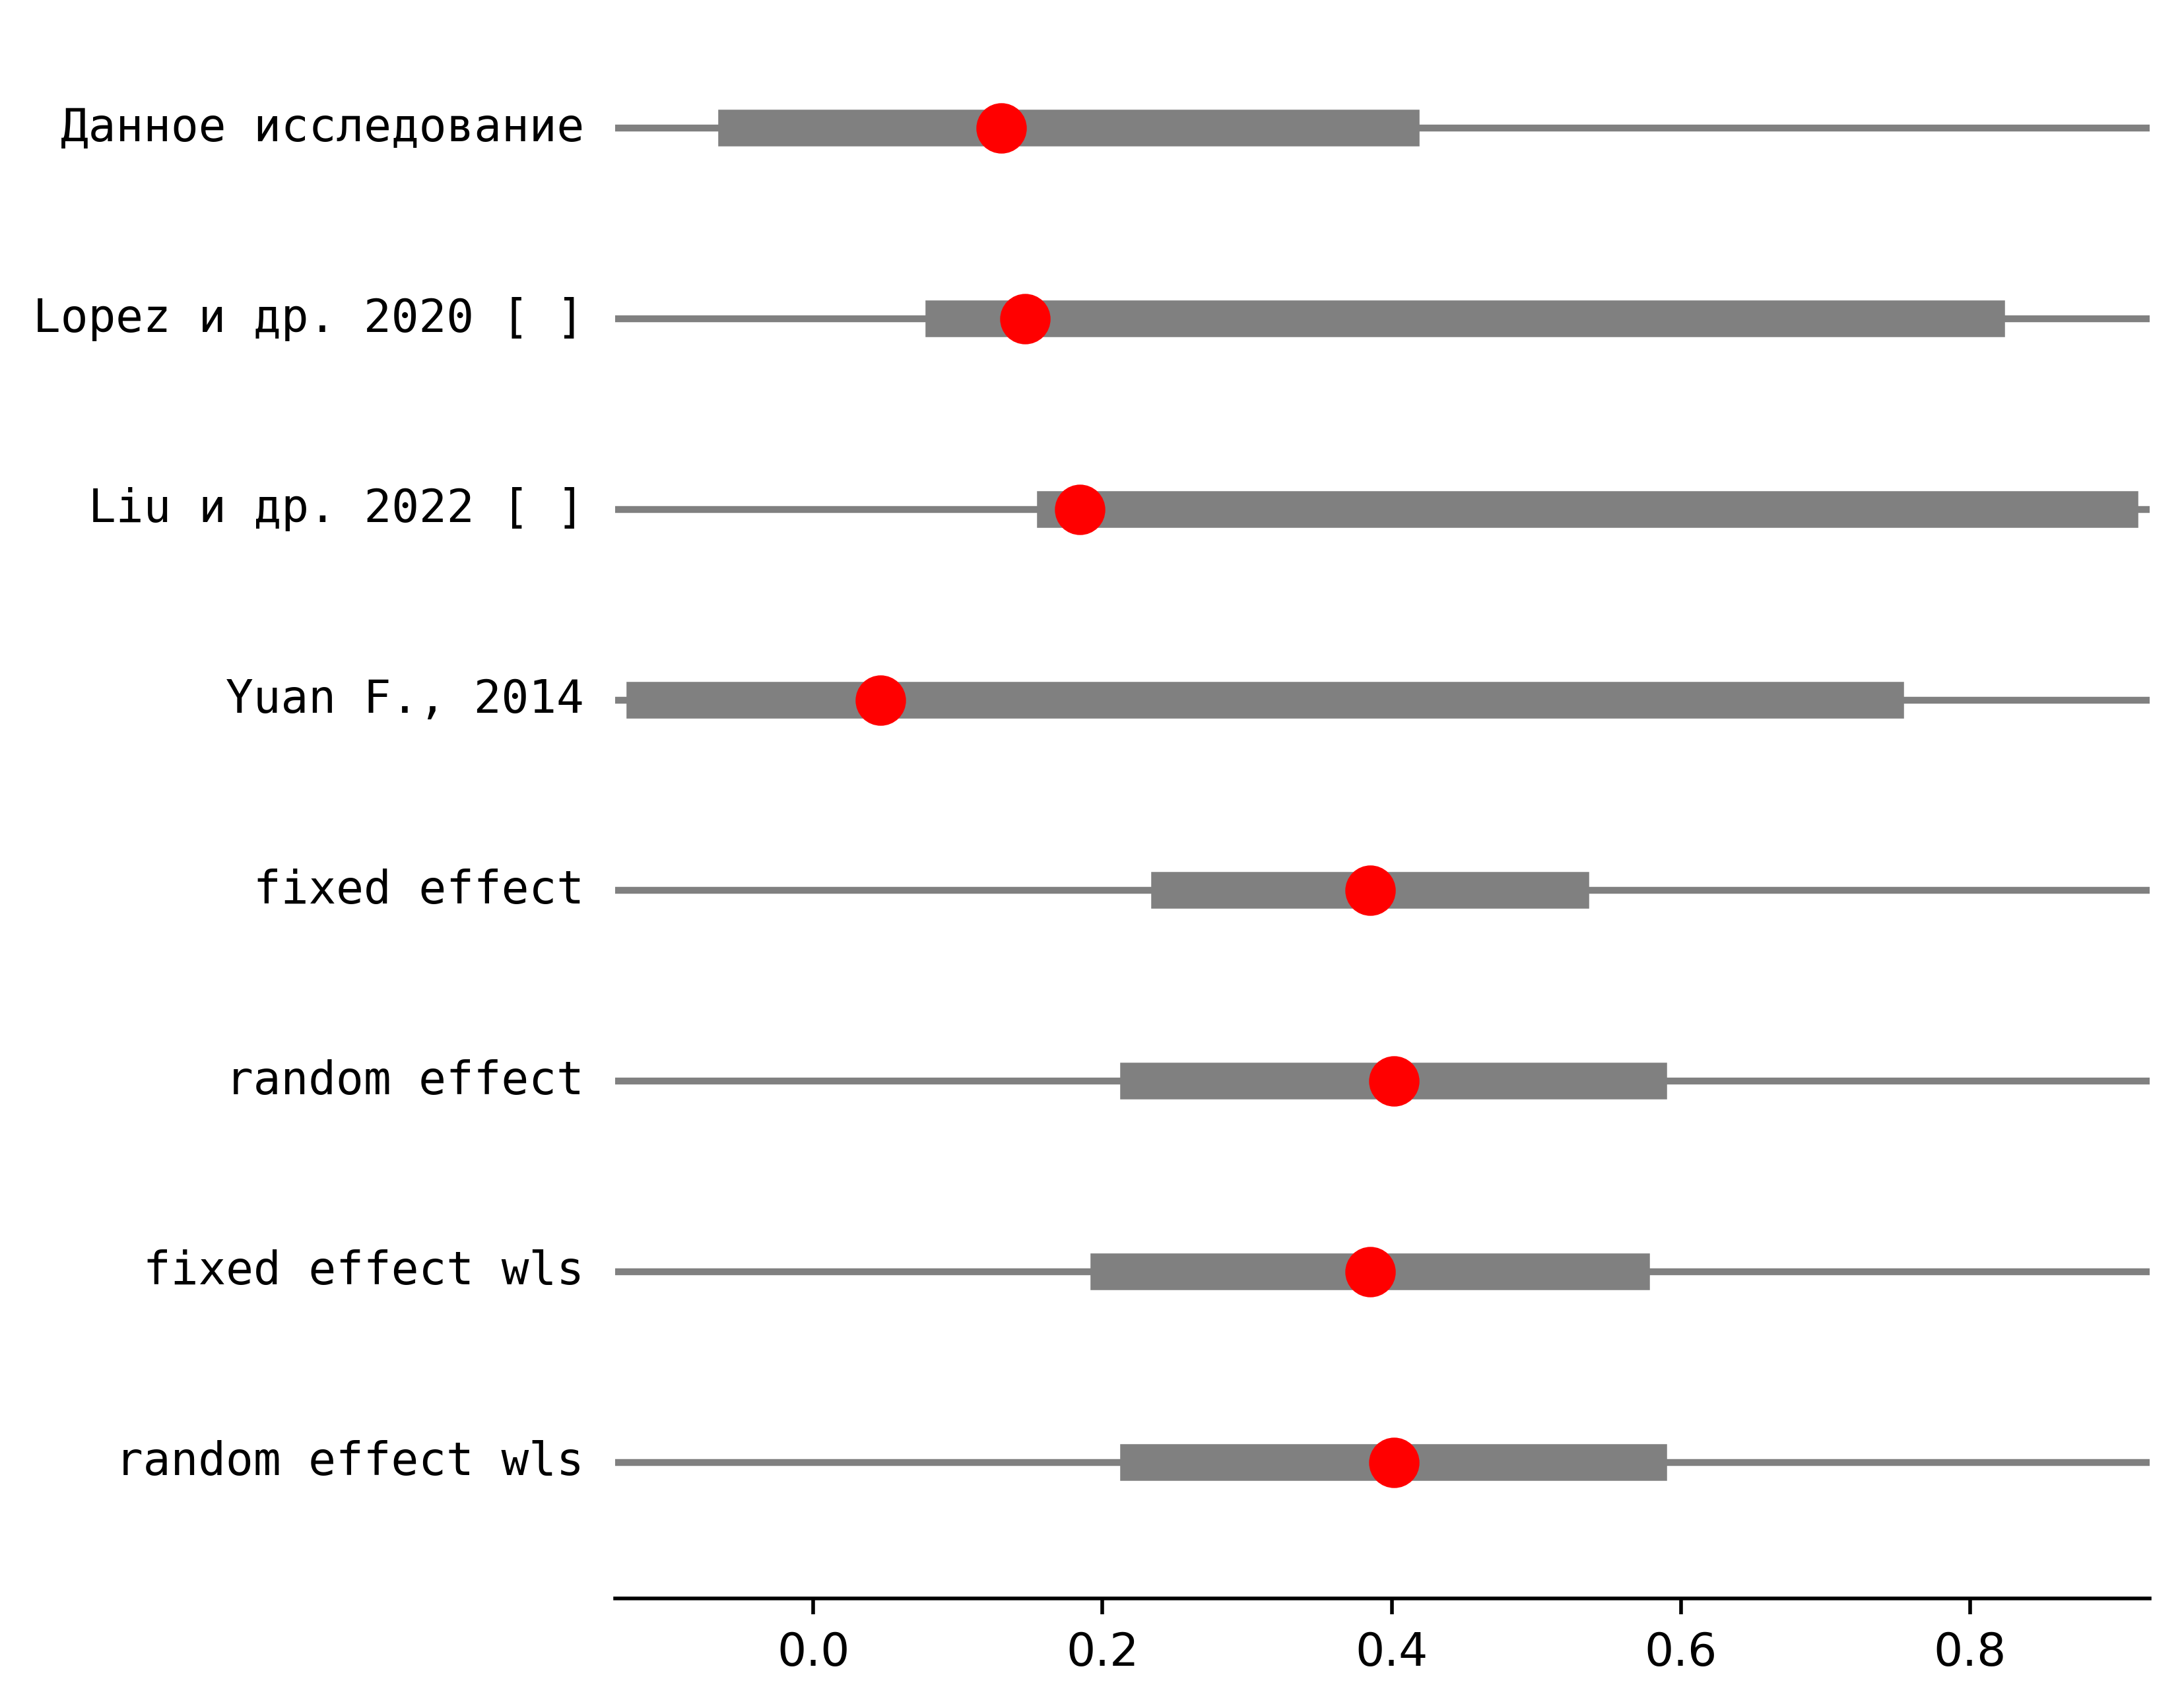 Данное исследование
Lopez и др. 2020 [ ]
Liu и др. 2022 [ ]
Yuan F., 2014
fixed effect
random effect
fixed effect wls
random effect wls
0.0 0.2 0.4 0.6 0.8